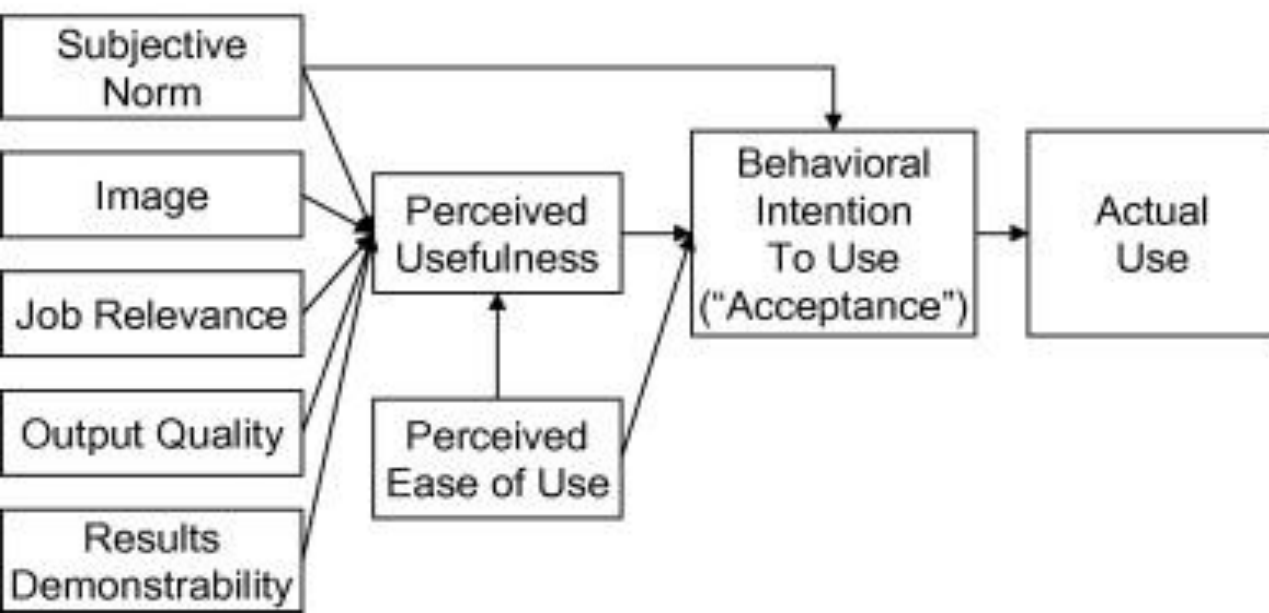 Subjective
Norm
Image
Job Relevance
Output Quality
Results
Demonstrability
Perceived
Usefulness
Perceived
Ease of Use
Behavioral
Intention
To Use
(“Acceptance”)
Actual
Use